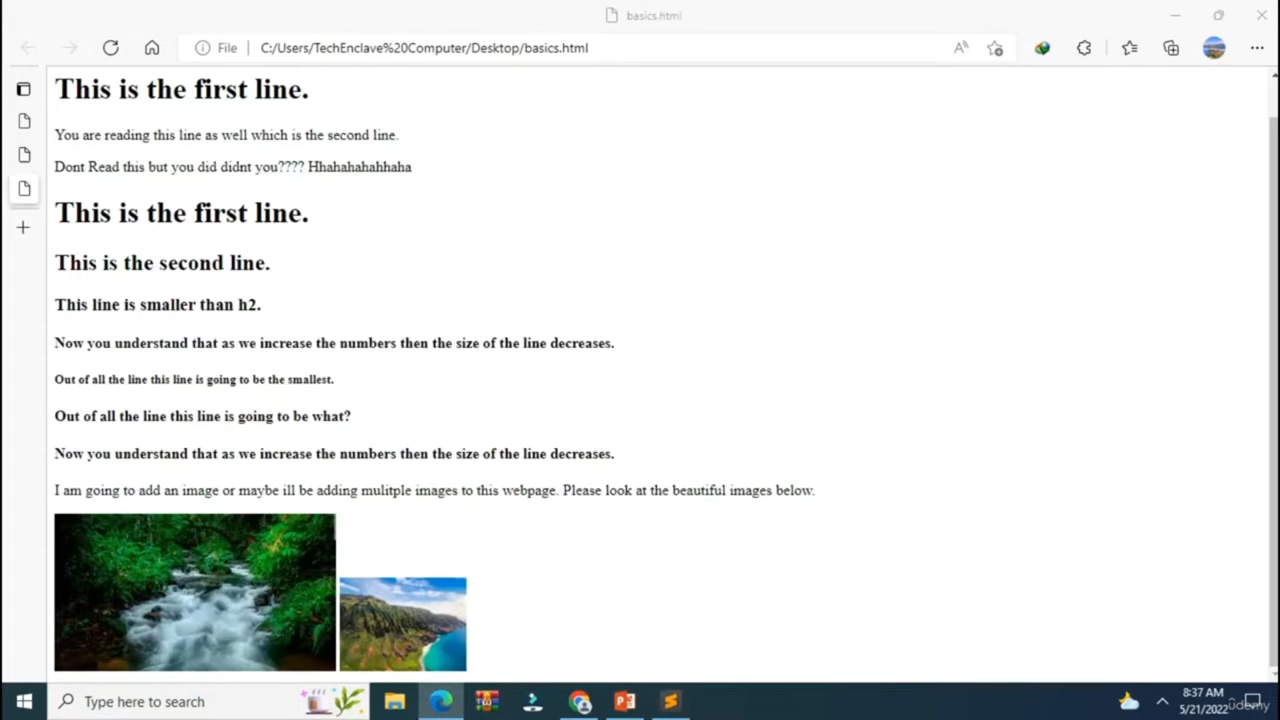 basics.html
File
C:/Users/TechEnclave%20Computer/Desktop/basics.html
This is the first line.
You are reading this line as well which is the second line.
Dont Read this but you did didnt you???? Hhahahahahhaha
This is the first line.
This is the second line.
This line is smaller than h2.
Now you understand that as we increase the numbers then the size of the line decreases.
Out of all the line this line is going to be the smallest.
Out of all the line this line is going to be what?
Now you understand that as we increase the numbers then the size of the line decreases.
I am going to add an image or maybe ill be adding mulitple images to this webpage. Please look at the beautiful images below.
Type here to search
8:37 AM
5/21/2022
ûdemy